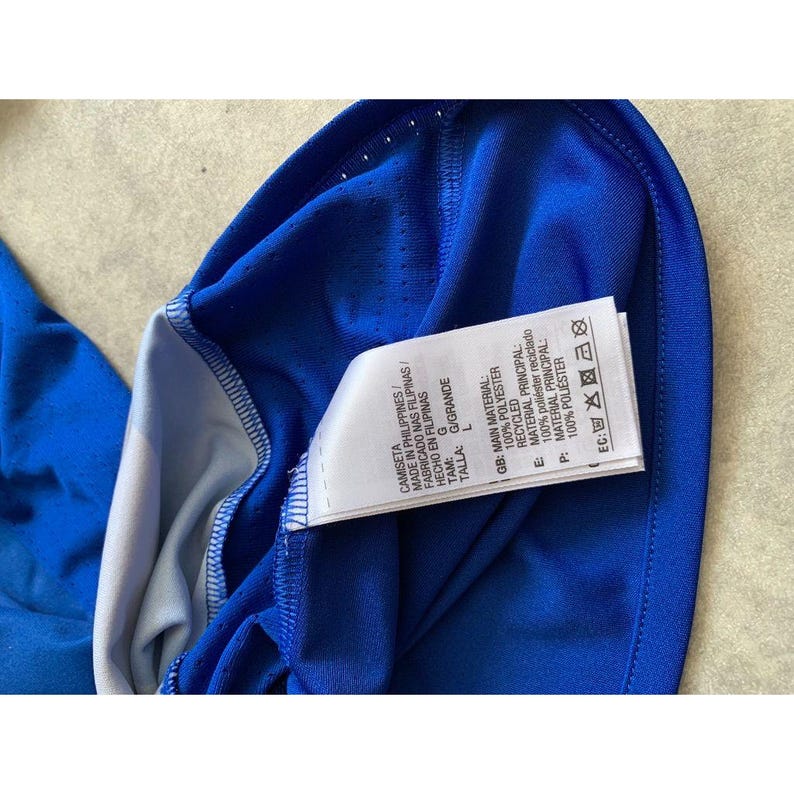 CAMISETA
MADE IN PHILIPPINES /
FABRICADO NAS FILIPINAS /
HECHO EN FILIPINAS
TAM: G
G/GRANDE
TALLA: L
GB: MAIN MATERIAL:
100% POLYESTER
RECYCLED
E: MATERIAL PRINCIPAL:
100% poliéster reciclado
P: MATERIAL PRINCIPAL:
100% POLIÉSTER
EC: